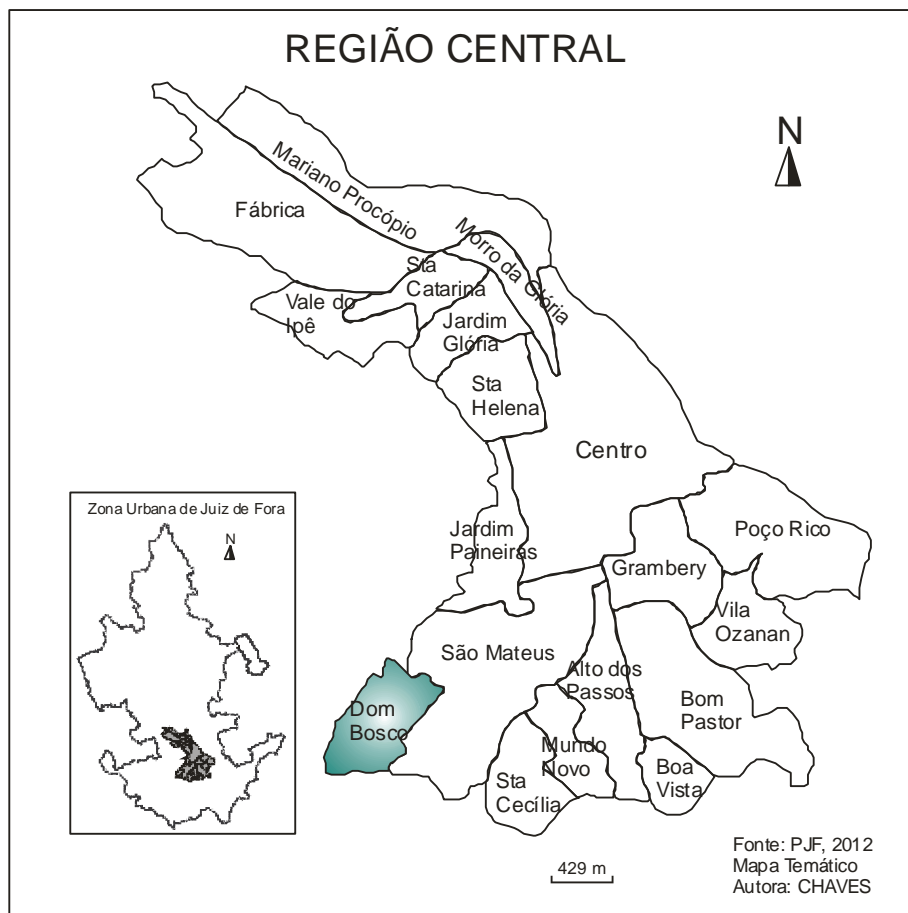 REGIÃO CENTRAL
N
Mariano Procópio
Fábrica
Morro da Glória
Sta
Catarina
Vale do
Ipê
Jardim
Glória
Sta
Helena
Centro
Zona Urbana de Juiz de Fora
N
Jardim
Paineiras
Poço Rico
Grambery
Vila
Ozanan
São Mateus
Alto dos
Passos
Dom
Bosco
Bom
Pastor
Mundo
Novo
Boa
Vista
Sta
Cecília
429 m
Fonte: PJF, 2012
Mapa Temático
Autora: CHAVES